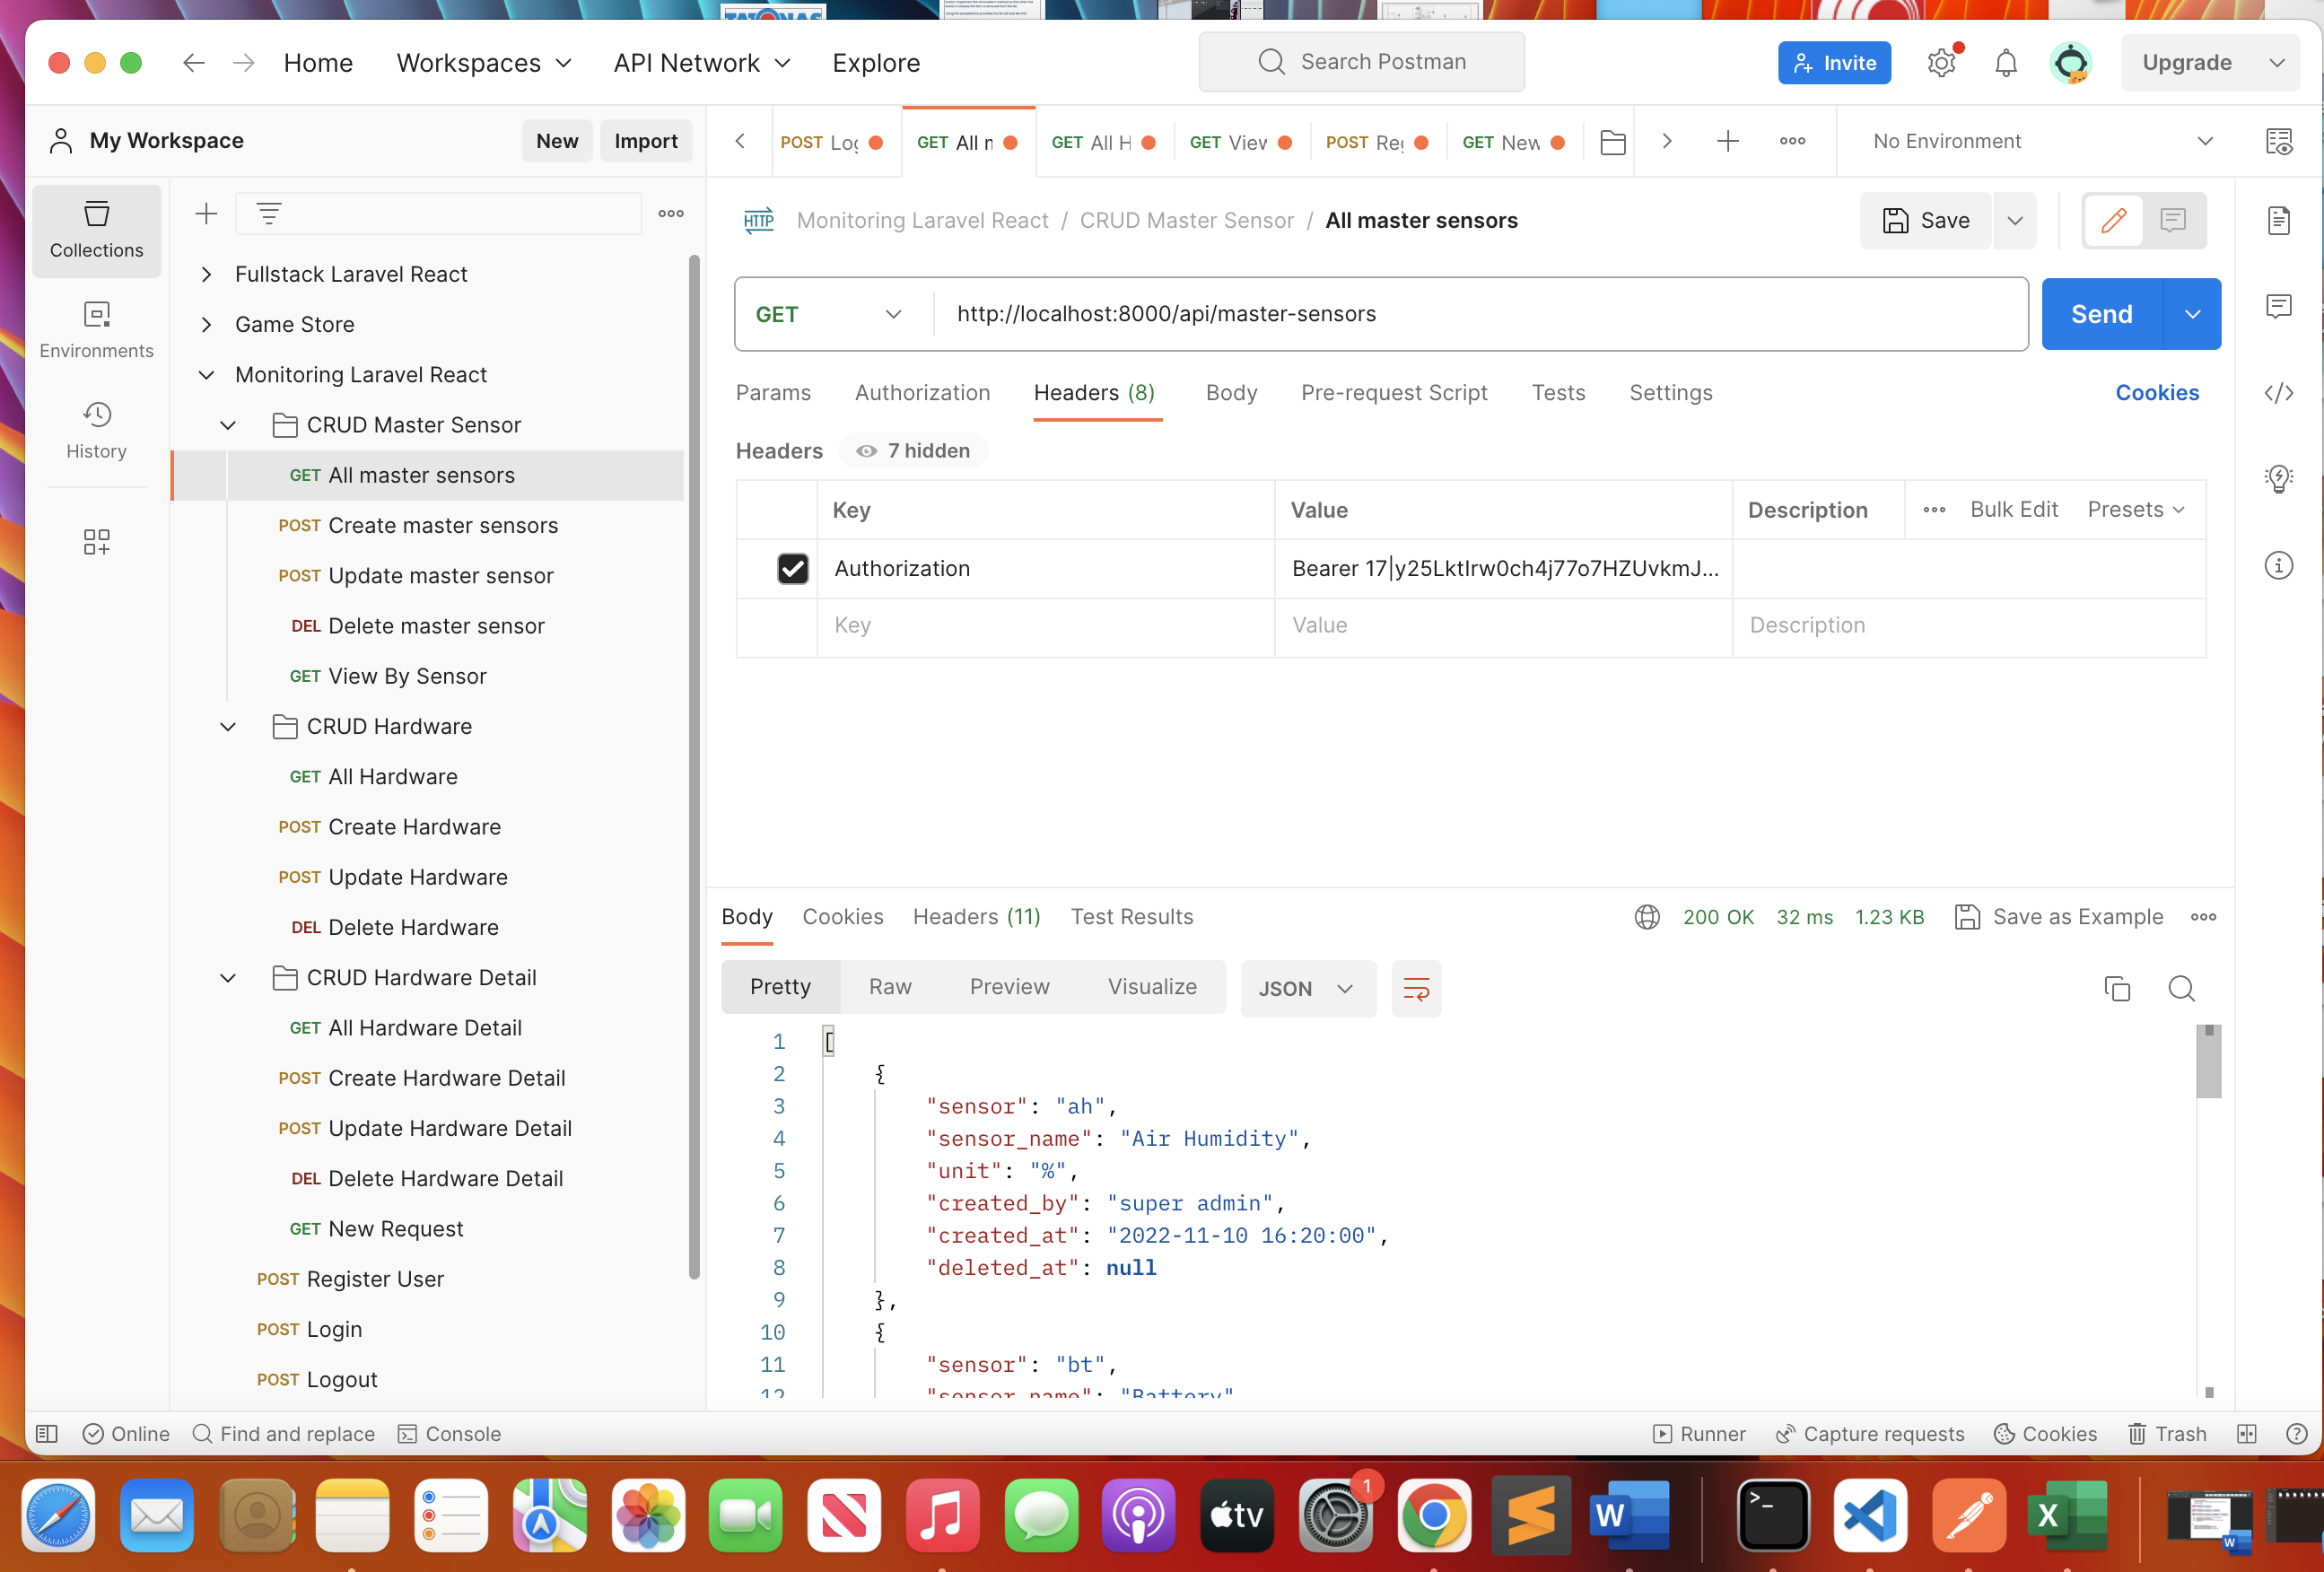 Home
Workspaces
API Network
Explore
Search Postman
Invite
Upgrade
My Workspace
New
Import
POST
GET All
GET All H
GET View
POST Reg
GET New
No Environment
Collections
Environments
History
Fullstack Laravel React
Game Store
Monitoring Laravel React
CRUD Master Sensor
GET All master sensors
POST Create master sensors
POST Update master sensor
DEL Delete master sensor
GET View By Sensor
CRUD Hardware
GET All Hardware
POST Create Hardware
POST Update Hardware
DEL Delete Hardware
CRUD Hardware Detail
GET All Hardware Detail
POST Create Hardware Detail
POST Update Hardware Detail
DEL Delete Hardware Detail
GET New Request
POST Register User
POST Login
POST Logout
HTTP Monitoring Laravel React / CRUD Master Sensor / All master sensors
Save
GET http://localhost:8000/api/master-sensors
Send
Params Authorization Headers (8) Body Pre-request Script Tests Settings Cookies
Headers 7 hidden
Key Value Description Bulk Edit Presets
Authorization Bearer 17|y25LktIrw0ch4j77o7HZUvkmJ...
Key Value Description
Body Cookies Headers (11) Test Results 200 OK 32 ms 1.23 KB Save as Example
Pretty Raw Preview Visualize JSON
1 [
2 {
3 "sensor": "ah",
4 "sensor_name": "Air Humidity",
5 "unit": "%",
6 "created_by": "super admin",
7 "created_at": "2022-11-10 16:20:00",
8 "deleted_at": null
9 },
10 {
11 "sensor": "bt",
12 "sensor_name": "Battery"
Online Find and replace Console Runner Capture requests Cookies Trash
tv
1
W
X
W